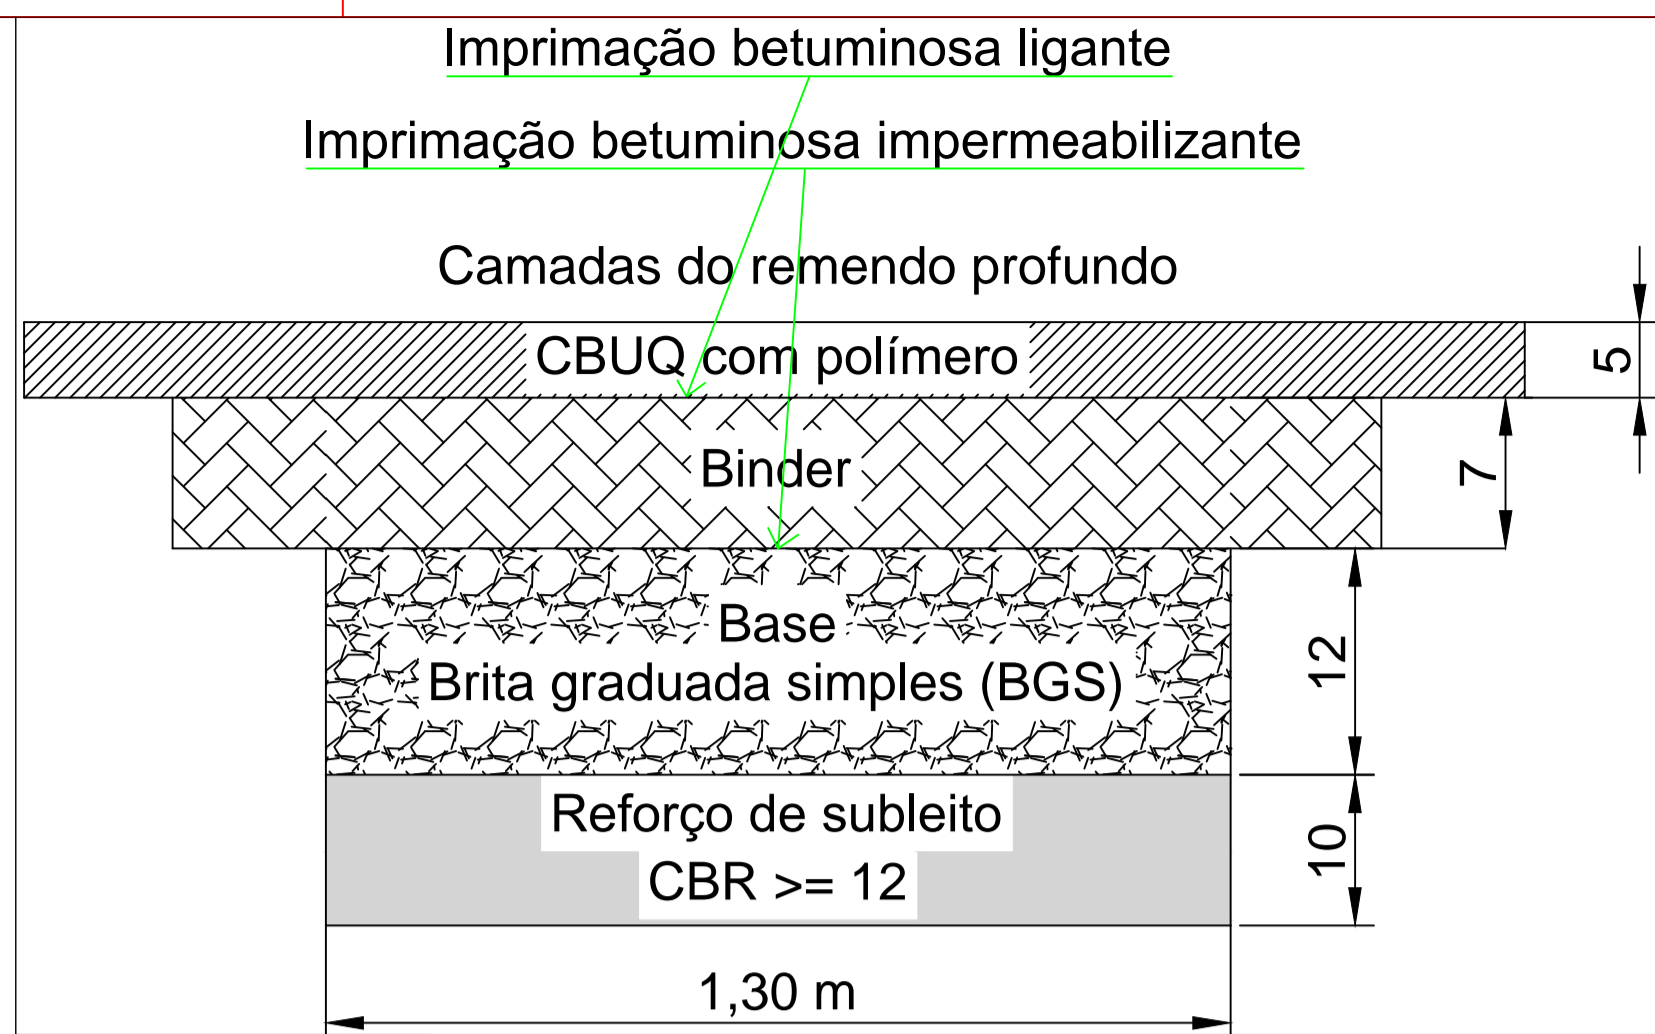 Imprimação betuminosa ligante
Imprimação betuminosa impermeabilizante
Camadas do remendo profundo
CBUQ com polímero
5
Binder
7
Base
Brita graduada simples (BGS)
12
Reforço de subleito
CBR >= 12
10
1,30 m